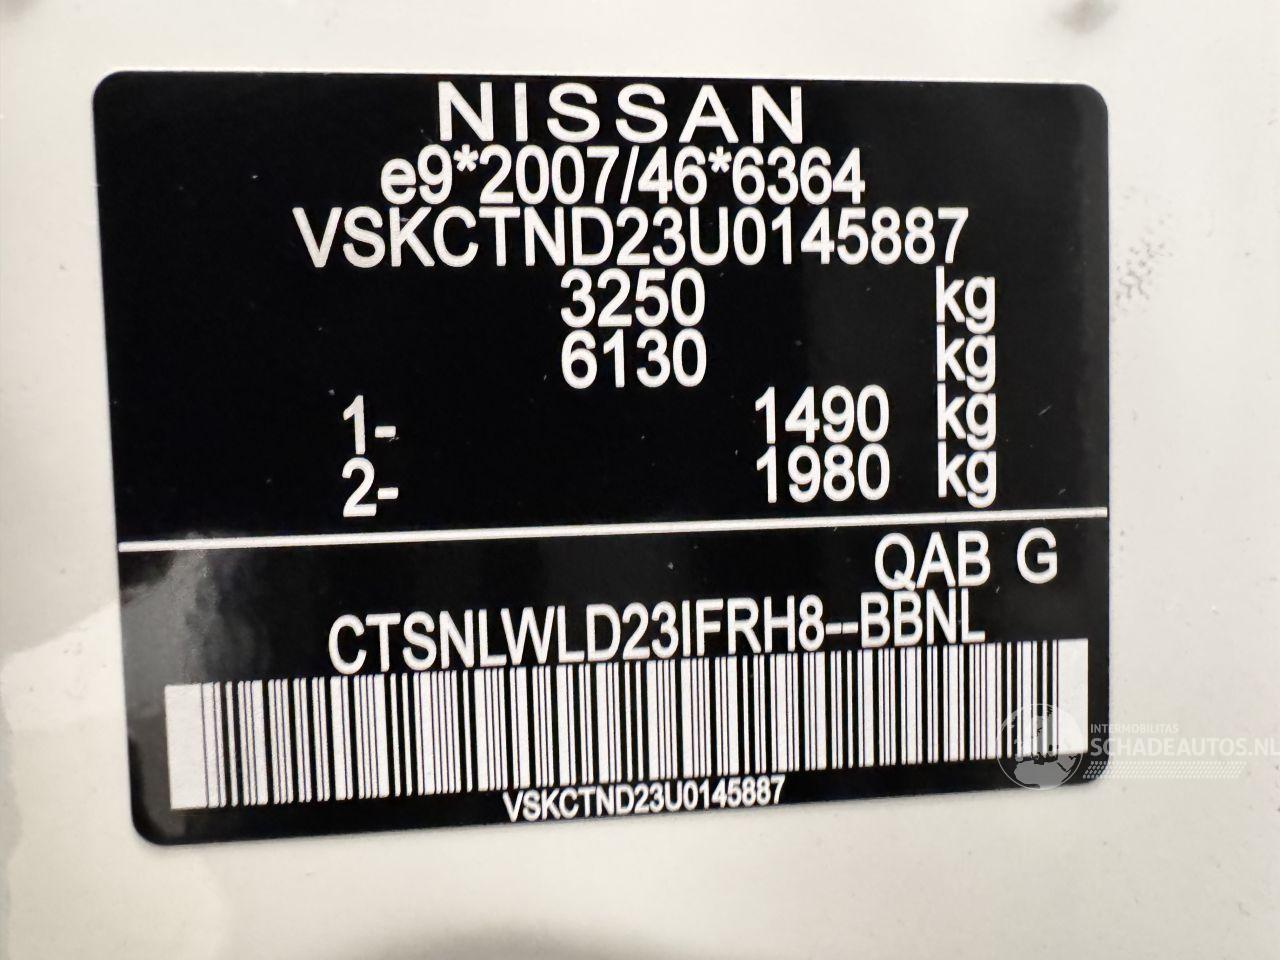 NISSAN
e9*2007/46*6364
VSKCTND23U0145887
3250 kg
6130 kg
1- 1490 kg
2- 1980 kg
QAB G
CTSNLWLD23IFRH8--BBNL
VSKCTND23U0145887
INTERMOBILITAS
SCHADEAUTOS.NL